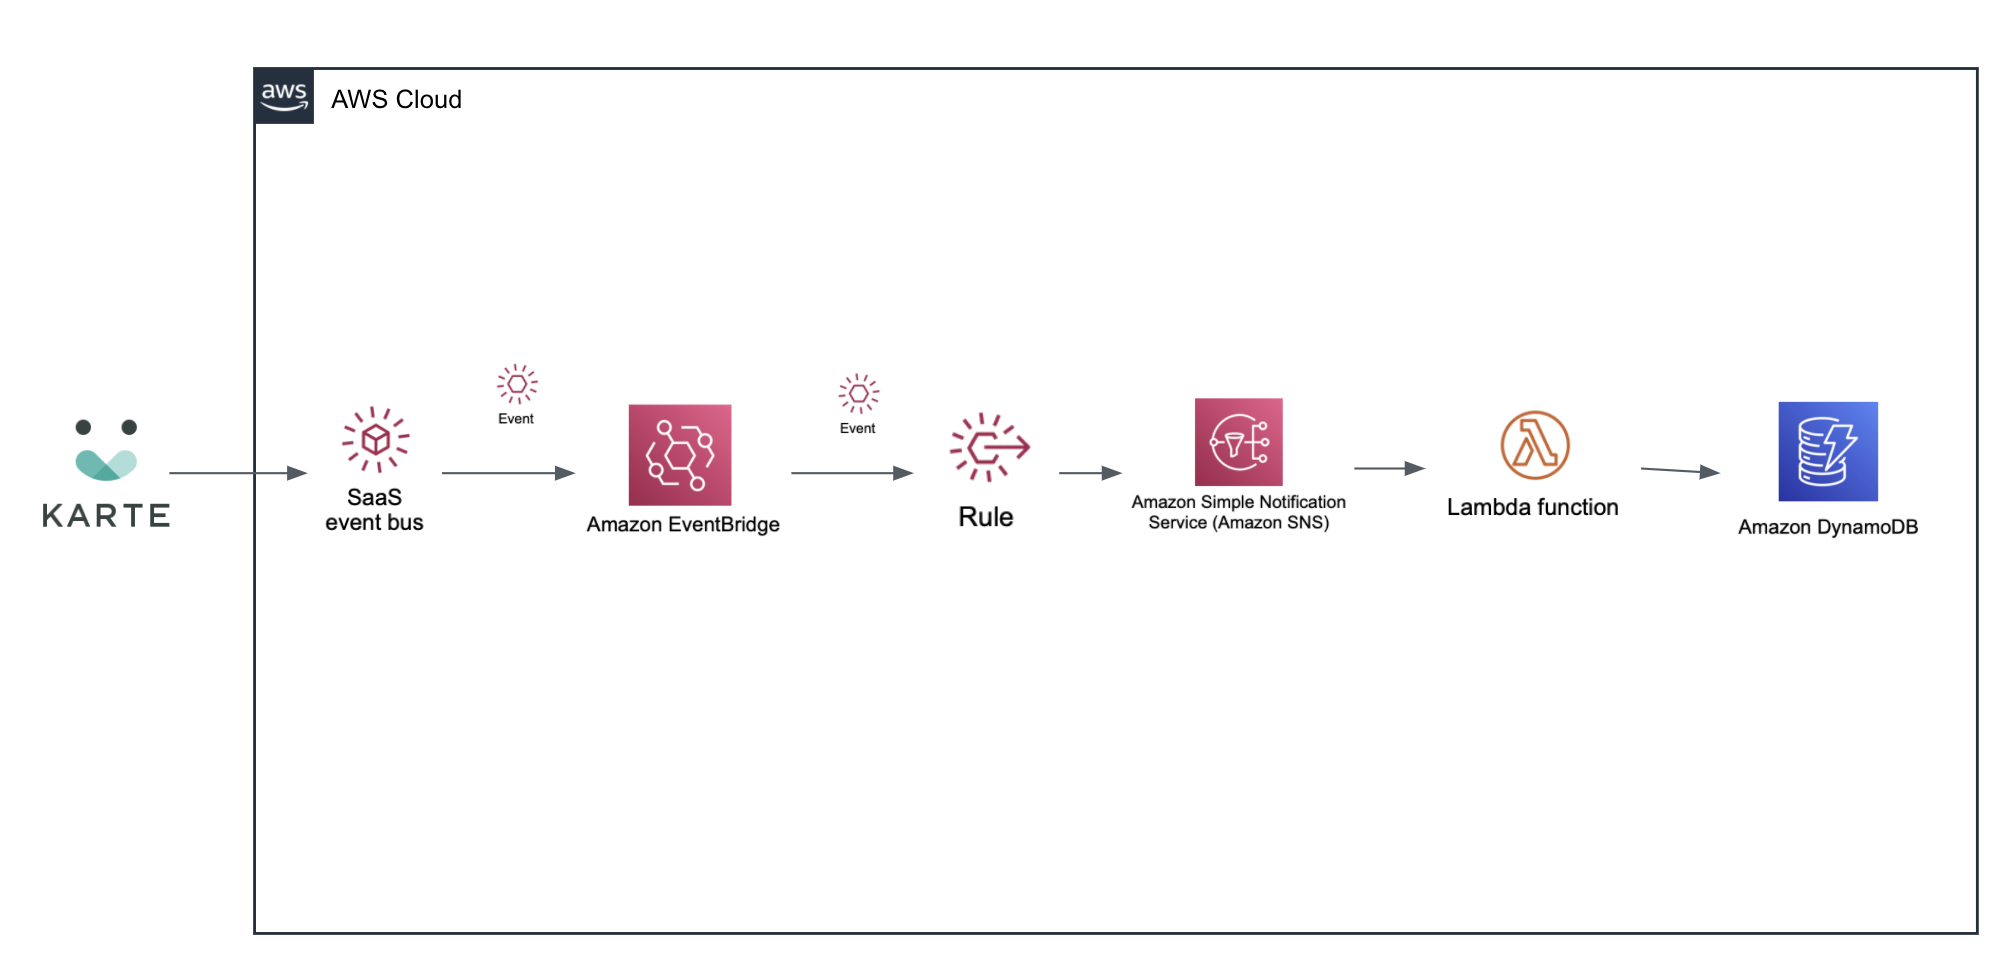 aws
AWS Cloud
Event
Event
KARTE
SaaS
event bus
Amazon EventBridge
Rule
Amazon Simple Notification
Service (Amazon SNS)
Lambda function
Amazon DynamoDB